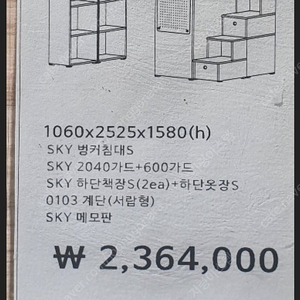 1060x2525x1580(h)
SKY 벙커침대S
SKY 2040가드+600가드
SKY 하단책장S(2ea)+하단옷장S
0103 계단(서랍형)
SKY 메모판
₩ 2,364,000